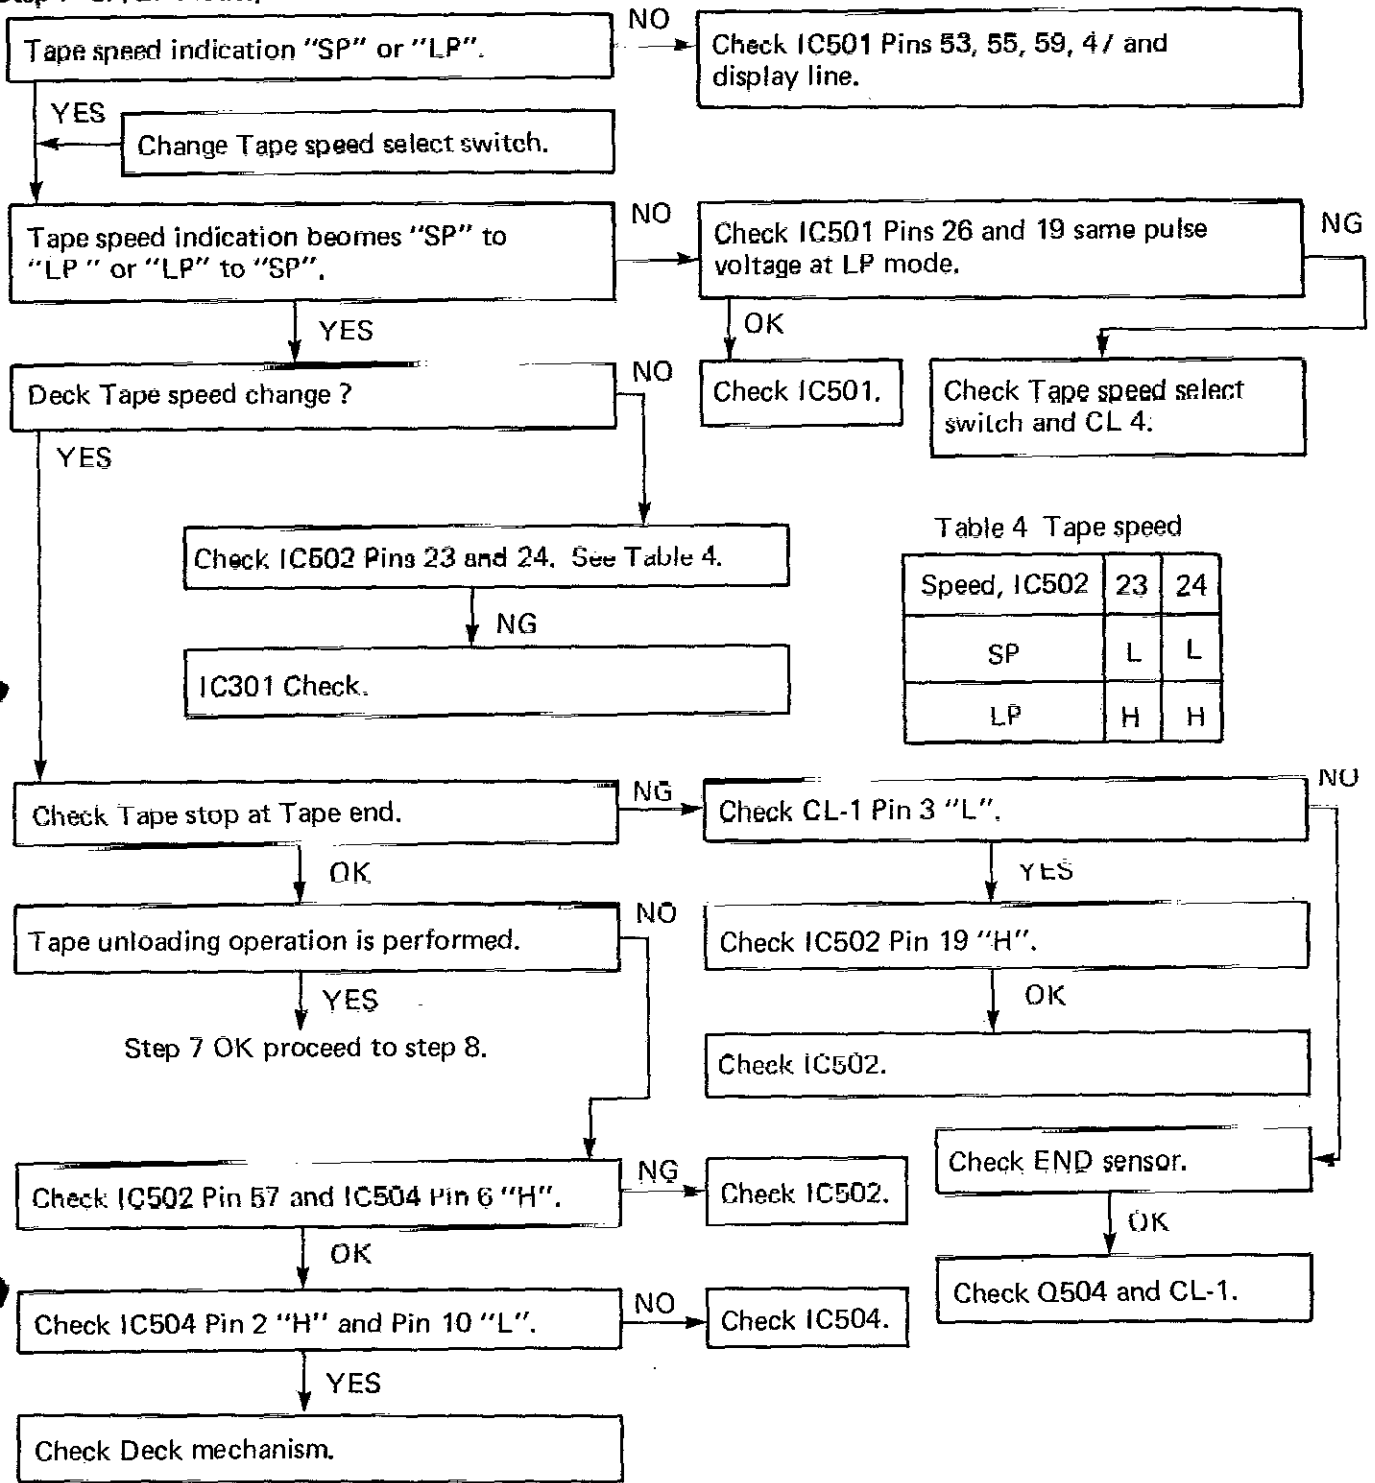 NO
Tape speed indication "SP" or "LP".
Check IC501 Pins 53, 55, 59, 47 and
display line.
YES
Change Tape speed select switch.
Tape speed indication beomes "SP" to
"LP" or "LP" to "SP".
NO
Check IC501 Pins 26 and 19 same pulse
voltage at LP mode.
NG
YES
OK
Deck Tape speed change ?
NO
Check IC501.
Check Tape speed select
switch and CL 4.
YES
Check IC502 Pins 23 and 24. See Table 4.
NG
IC301 Check.
Table 4 Tape speed
Speed, IC502 23 24
SP L L
LP H H
Check Tape stop at Tape end.
NG
Check CL-1 Pin 3 "L".
NO
OK
YES
Tape unloading operation is performed.
NO
Check IC502 Pin 19 "H".
YES
OK
Step 7 OK proceed to step 8.
Check IC502.
Check END sensor.
Check IC502 Pin 57 and IC504 Pin 6 "H".
NG
Check IC502.
OK
OK
Check Q504 and CL-1.
Check IC504 Pin 2 "H" and Pin 10 "L".
NO
Check IC504.
YES
Check Deck mechanism.